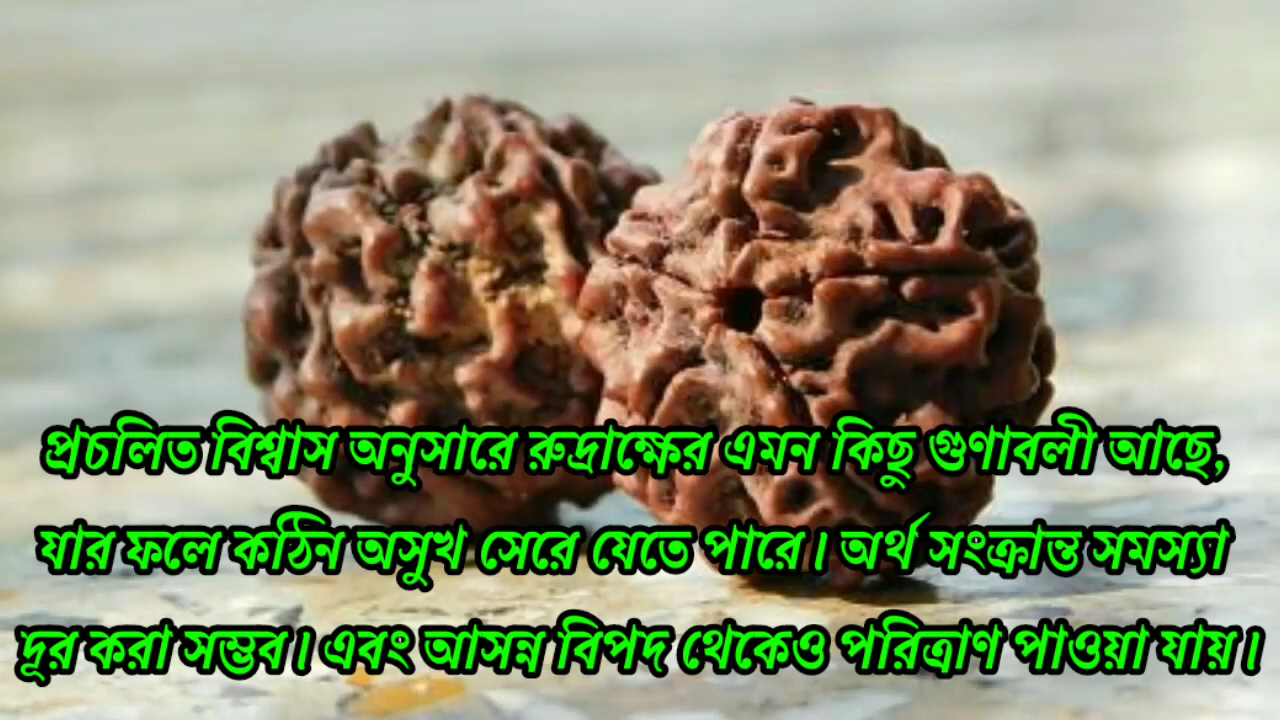 প্রচলিত বিশ্বাস অনুসারে রুদ্রাক্ষের এমন কিছু গুণাবলী আছে,
যার ফলে কঠিন অসুখ সেরে যেতে পারে। অর্থ সংক্রান্ত সমস্যা
দূর করা সম্ভব। এবং আসন্ন বিপদ থেকেও পরিত্রাণ পাওয়া যায়।